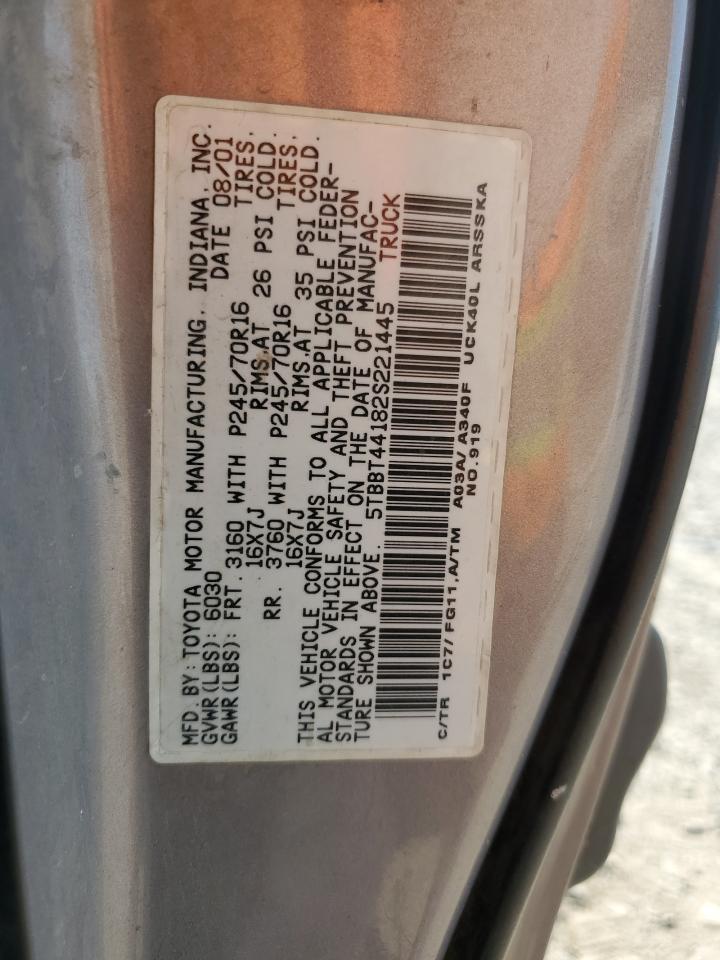 MFD. BY: TOYOTA MOTOR MANUFACTURING, INDIANA, INC.
GVWR(LBS): 6030 DATE 08/01
GAWR(LBS): FRT. 3160 WITH P245/70R16 TIRES,
16X7J RIMS,AT 26 PSI COLD.
RR. 3760 WITH P245/70R16 TIRES,
16X7J RIMS,AT 35 PSI COLD.
THIS VEHICLE CONFORMS TO ALL APPLICABLE FEDER-
AL MOTOR VEHICLE SAFETY AND THEFT PREVENTION
STANDARDS IN EFFECT ON THE DATE OF MANUFAC-
TURE SHOWN ABOVE. 5TBBT44182S221445 TRUCK
C/TR 1C7/FG11,A/TM A03A/A340F UCK40L ARSSKA
NO.919